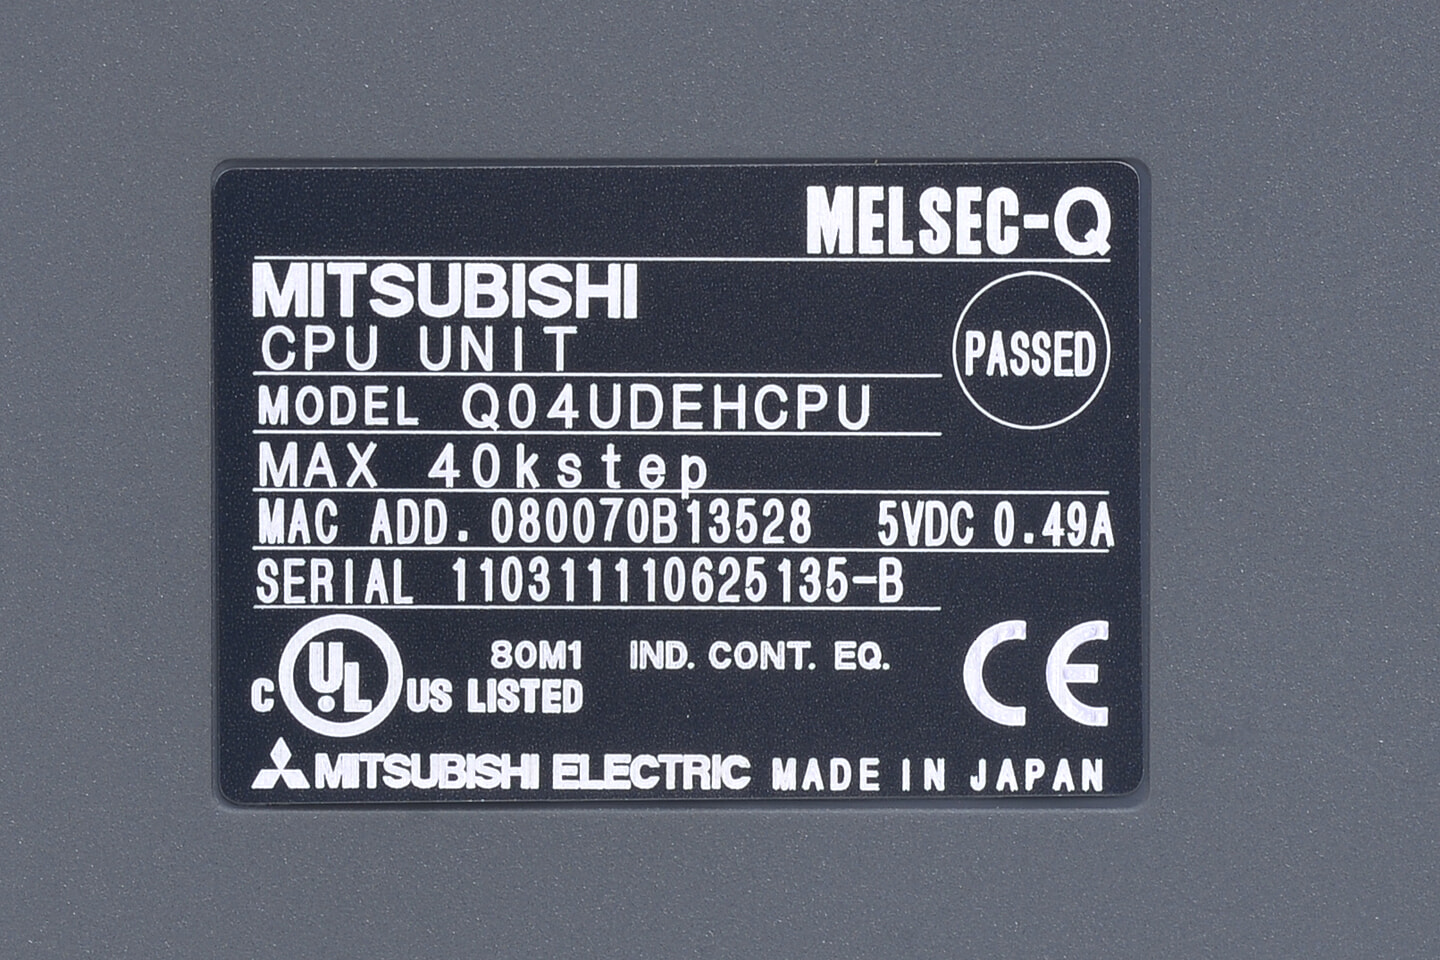 MELSEC-Q
MITSUBISHI
CPU UNIT
PASSED
MODEL Q04UDEHCPU
MAX 40kstep
MAC ADD. 080070B13528 5VDC 0.49A
SERIAL 110311110625135-B
80M1 IND. CONT. EQ.
C UL US LISTED
CE
MITSUBISHI ELECTRIC MADE IN JAPAN